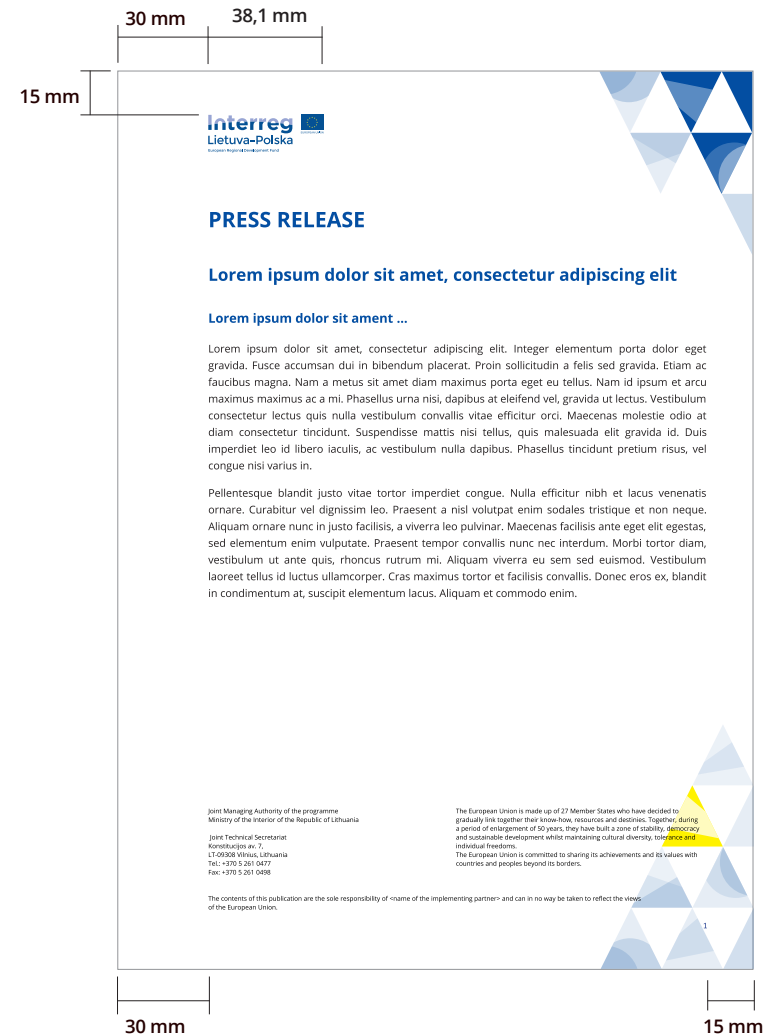 30 mm
38,1 mm
15 mm
Interreg
Lietuva-Polska
European Regional Development Fund
PRESS RELEASE
Lorem ipsum dolor sit amet, consectetur adipiscing elit
Lorem ipsum dolor sit ament ...
Lorem ipsum dolor sit amet, consectetur adipiscing elit. Integer elementum porta dolor eget
gravida. Fusce accumsan dui in bibendum placerat. Proin sollicitudin a felis sed gravida. Etiam ac
faucibus magna. Nam a metus sit amet diam maximus porta eget eu tellus. Nam id ipsum et arcu
maximus maximus ac a mi. Phasellus urna nisi, dapibus at eleifend vel, gravida ut lectus. Vestibulum
consectetur lectus quis nulla vestibulum convallis vitae efficitur orci. Maecenas molestie odio at
diam consectetur tincidunt. Suspendisse mattis nisi tellus, quis malesuada elit gravida id. Duis
imperdiet leo id libero iaculis, ac vestibulum nulla dapibus. Phasellus tincidunt pretium risus, vel
congue nisi varius in.
Pellentesque blandit justo vitae tortor imperdiet congue. Nulla efficitur nibh et lacus venenatis
ornare. Curabitur vel dignissim leo. Praesent a nisl volutpat enim sodales tristique et non neque.
Aliquam ornare nunc in justo facilisis, a viverra leo pulvinar. Maecenas facilisis ante eget elit egestas,
sed elementum enim vulputate. Praesent tempor convallis nunc nec interdum. Morbi tortor diam,
vestibulum ut ante quis, rhoncus rutrum mi. Aliquam viverra eu sem sed euismod. Vestibulum
laoreet tellus id luctus ullamcorper. Cras maximus tortor et facilisis convallis. Donec eros ex, blandit
in condimentum at, suscipit elementum lacus. Aliquam et commodo enim.
Joint Managing Authority of the programme
Ministry of the Interior of the Republic of Lithuania
Joint Technical Secretariat
Konstitucijos av. 7,
LT-09308 Vilnius, Lithuania
Tel.: +370 5 261 0477
Fax: +370 5 261 0498
The European Union is made up of 27 Member States who have decided to
gradually link together their know-how, resources and destinies. Together, during
a period of enlargement of 50 years, they have built a zone of stability, democracy
and sustainable development whilst maintaining cultural diversity, tolerance and
individual freedoms.
The European Union is committed to sharing its achievements and its values with
countries and peoples beyond its borders.
The contents of this publication are the sole responsibility of <name of the implementing partner> and can in no way be taken to reflect the views
of the European Union.
1
30 mm
15 mm